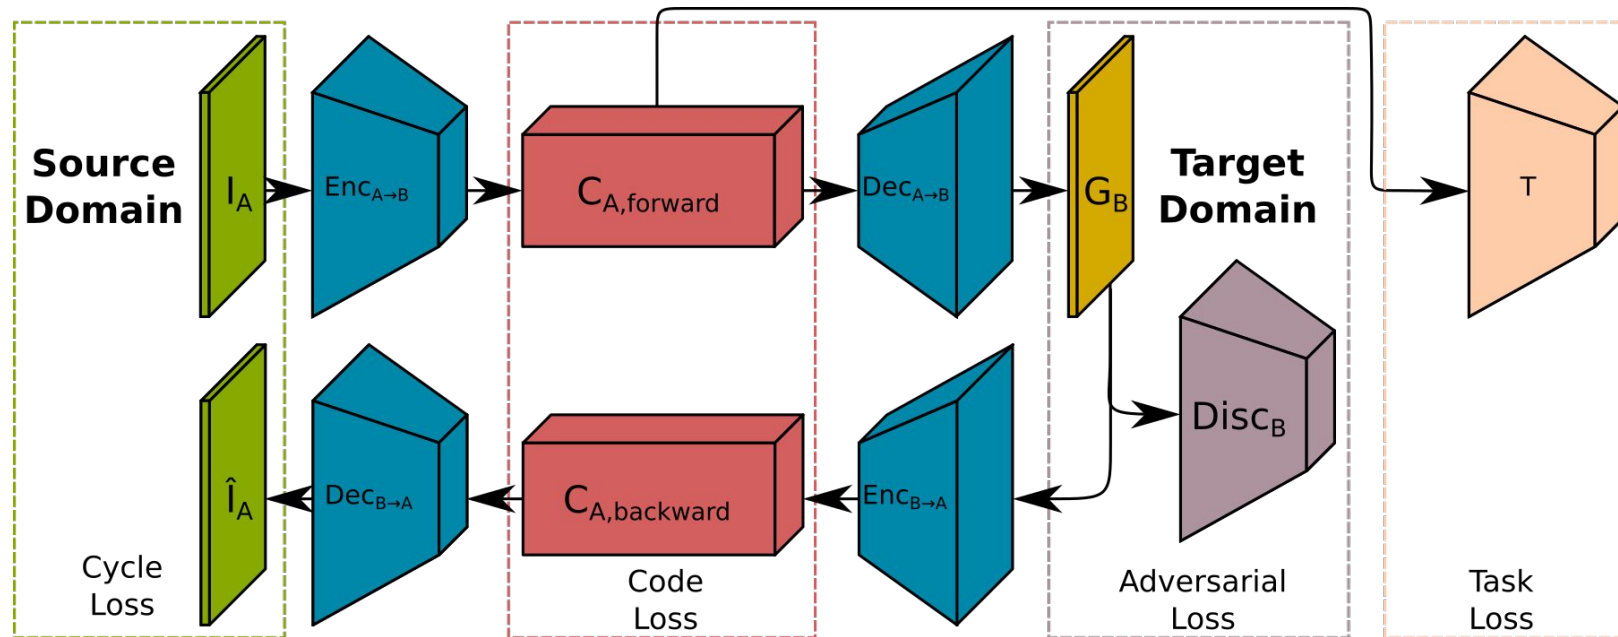 Source
Domain
I_A
Enc_A→B
C_A,forward
Dec_A→B
G_B
Target
Domain
T
Î_A
Dec_B→A
C_A,backward
Enc_B→A
Disc_B
Cycle
Loss
Code
Loss
Adversarial
Loss
Task
Loss